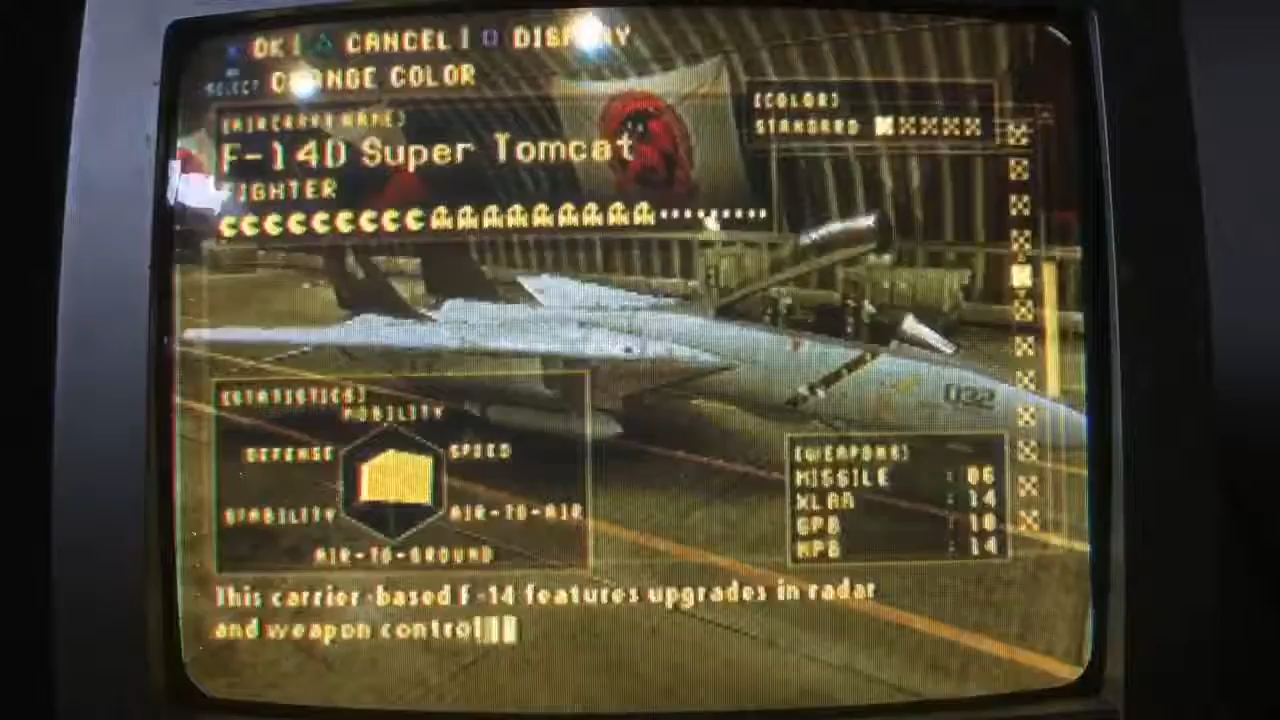 OK | △ CANCEL | □ DISPLAY
SELECT CHANGE COLOR
[AIRCRAFT NAME]
F-14D Super Tomcat
FIGHTER
[COLOR]
STANDARD
[STATISTICS]
MOBILITY
DEFENSE
SPEED
STABILITY
AIR-TO-AIR
AIR-TO-GROUND
032
[WEAPONS]
MISSILE :
XLAA : 14
GPB :
NPB : 14
This carrier-based F-14 features upgrades in radar
and weapon control